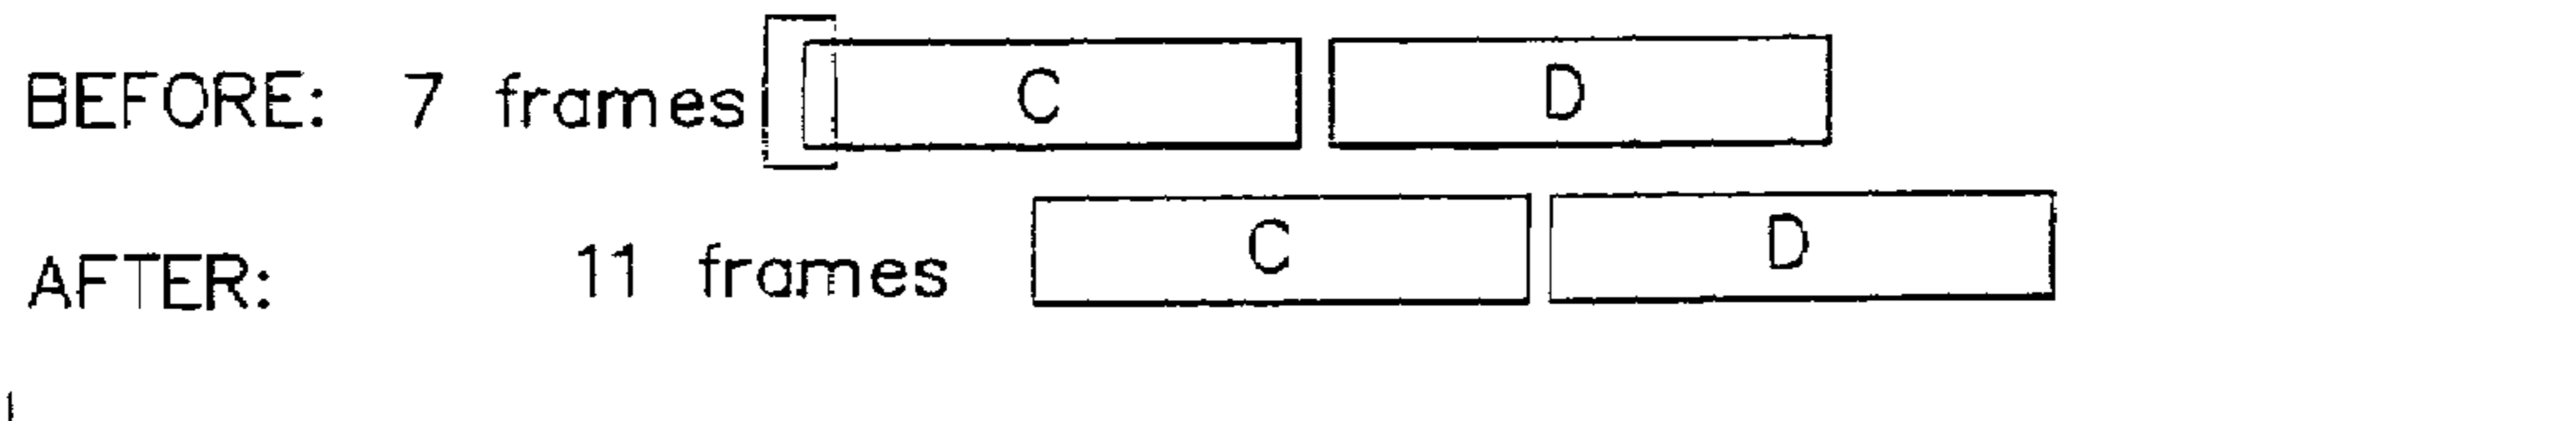 BEFORE: 7 frames C D
AFTER: 11 frames C D